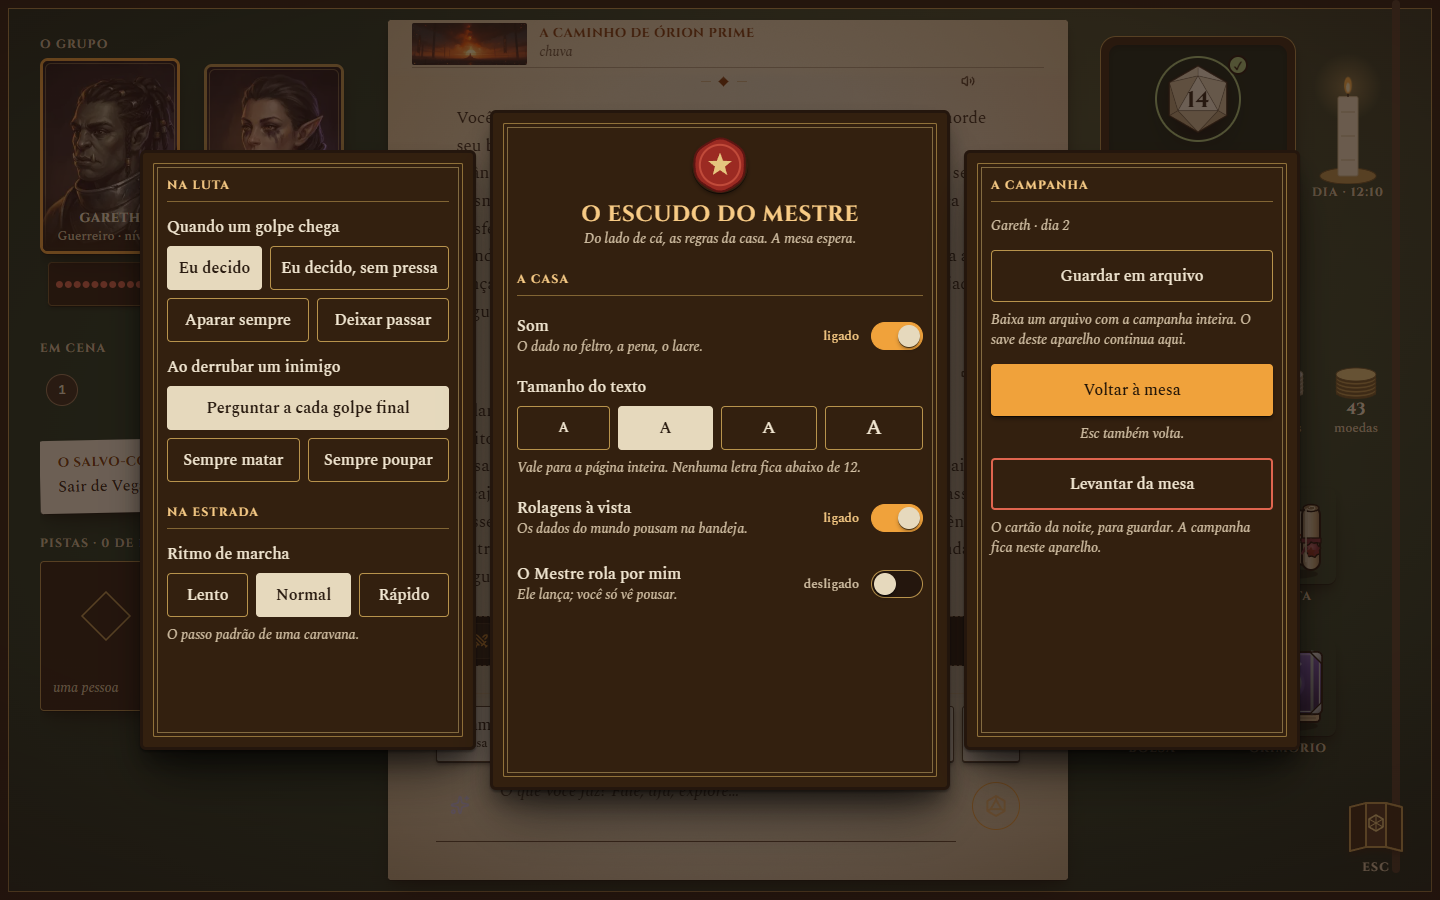 O GRUPO
GARETH
Guerreiro · nív
EM CENA
1
O SALVO-CO
Sair de Veg
PISTAS · 0 DE
uma pessoa
A CAMINHO DE ÓRION PRIME
chuva
Você
orde
seu b
14
DIA · 12:10
43
moedas
ESC
NA LUTA
Quando um golpe chega
Eu decido
Eu decido, sem pressa
Aparar sempre
Deixar passar
Ao derrubar um inimigo
Perguntar a cada golpe final
Sempre matar
Sempre poupar
NA ESTRADA
Ritmo de marcha
Lento
Normal
Rápido
O passo padrão de uma caravana.
O ESCUDO DO MESTRE
Do lado de cá, as regras da casa. A mesa espera.
A CASA
Som
ligado
O dado no feltro, a pena, o lacre.
Tamanho do texto
A A A A
Vale para a página inteira. Nenhuma letra fica abaixo de 12.
Rolagens à vista
ligado
Os dados do mundo pousam na bandeja.
O Mestre rola por mim
desligado
Ele lança; você só vê pousar.
A CAMPANHA
Gareth · dia 2
Guardar em arquivo
Baixa um arquivo com a campanha inteira. O
save deste aparelho continua aqui.
Voltar à mesa
Esc também volta.
Levantar da mesa
O cartão da noite, para guardar. A campanha
fica neste aparelho.